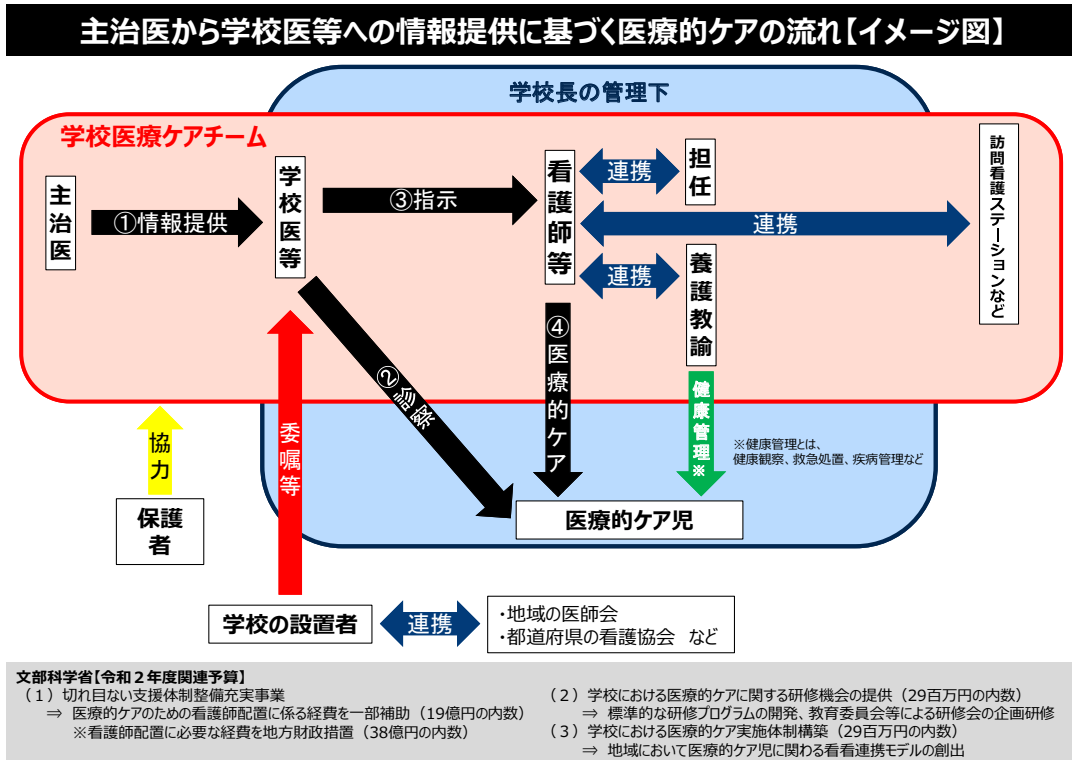 主治医から学校医等への情報提供に基づく医療的ケアの流れ【イメージ図】
学校長の管理下
学校医療ケアチーム
主治医
①情報提供
学校医等
③指示
看護師等
連携
担任
連携
連携
養護教諭
訪問看護ステーションなど
②診察
④医療的ケア
健康管理※
※健康管理とは、
健康観察、救急処置、疾病管理など
協力
保護者
委嘱等
医療的ケア児
学校の設置者
連携
・地域の医師会
・都道府県の看護協会 など
文部科学省【令和２年度関連予算】
（１）切れ目ない支援体制整備充実事業
⇒ 医療的ケアのための看護師配置に係る経費を一部補助（19億円の内数）
※看護師配置に必要な経費を地方財政措置（38億円の内数）
（２）学校における医療的ケアに関する研修機会の提供（29百万円の内数）
⇒ 標準的な研修プログラムの開発、教育委員会等による研修会の企画研修
（３）学校における医療的ケア実施体制構築（29百万円の内数）
⇒ 地域において医療的ケア児に関わる看看連携モデルの創出